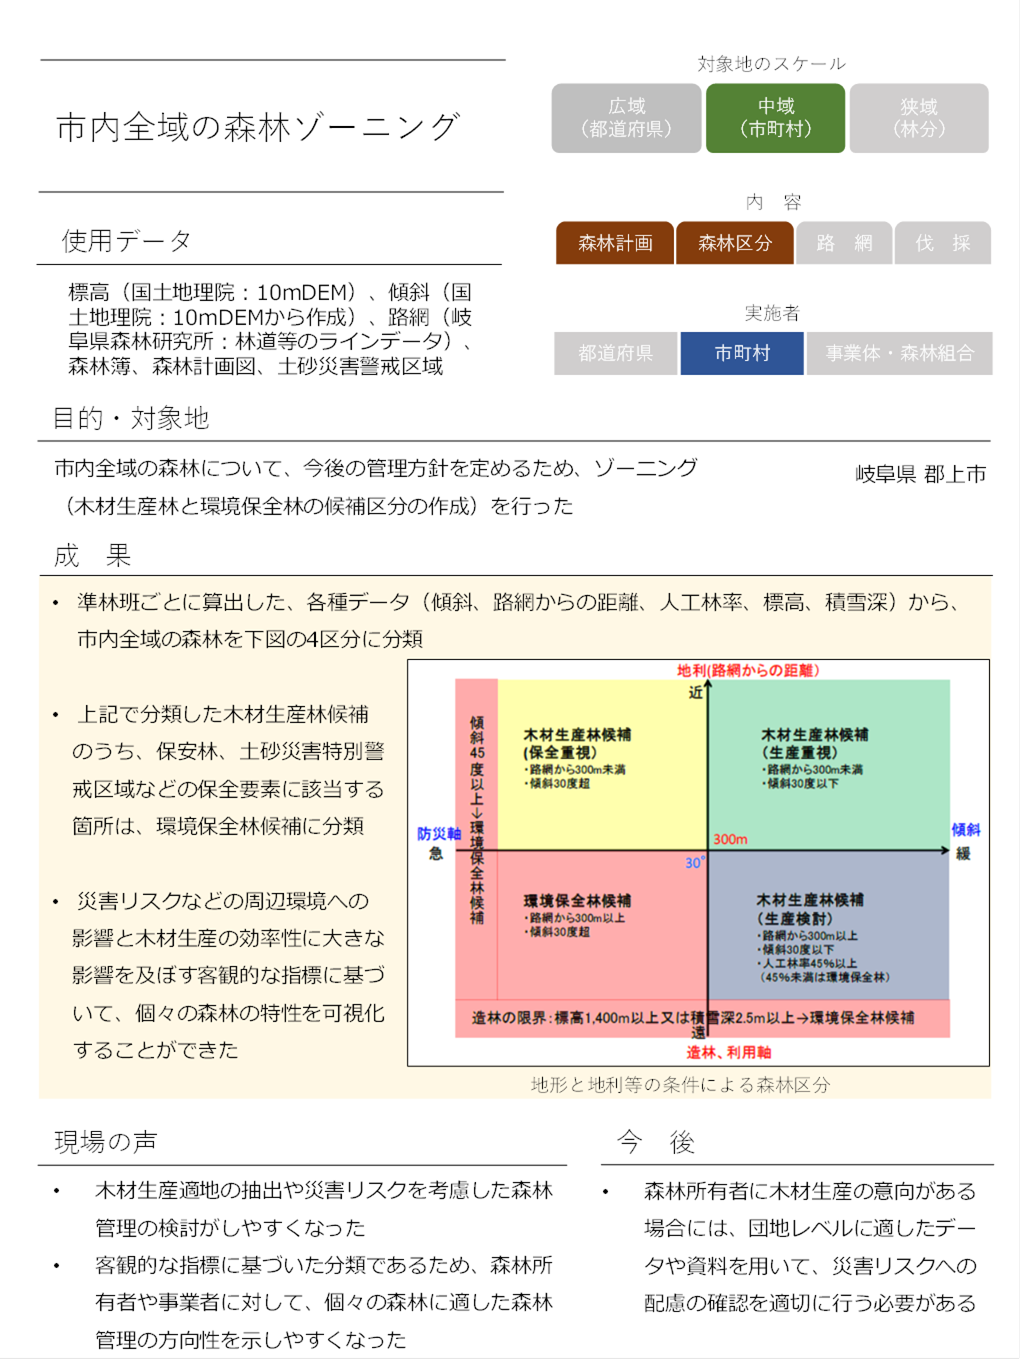 市内全域の森林ゾーニング
対象地のスケール
広域
（都道府県）
中域
（市町村）
狭域
（林分）
内　容
森林計画
森林区分
路　網
伐　採
実施者
都道府県
市町村
事業体・森林組合
使用データ
標高（国土地理院：10mDEM）、傾斜（国
土地理院：10mDEMから作成）、路網（岐
阜県森林研究所：林道等のラインデータ）、
森林簿、森林計画図、土砂災害警戒区域
目的・対象地
市内全域の森林について、今後の管理方針を定めるため、ゾーニング
（木材生産林と環境保全林の候補区分の作成）を行った
岐阜県 郡上市
成　果
• 準林班ごとに算出した、各種データ（傾斜、路網からの距離、人工林率、標高、積雪深）から、
市内全域の森林を下図の4区分に分類
• 上記で分類した木材生産林候補
のうち、保安林、土砂災害特別警
戒区域などの保全要素に該当する
箇所は、環境保全林候補に分類
• 災害リスクなどの周辺環境への
影響と木材生産の効率性に大きな
影響を及ぼす客観的な指標に基づ
いて、個々の森林の特性を可視化
することができた
地利(路網からの距離)
近
傾斜45度以上→環境保全林候補
木材生産林候補
(保全重視)
・路網から300m未満
・傾斜30度超
木材生産林候補
（生産重視）
・路網から300m未満
・傾斜30度以下
防災軸
急
300m
30°
傾斜
緩
環境保全林候補
・路網から300m以上
・傾斜30度超
木材生産林候補
（生産検討）
・路網から300m以上
・傾斜30度以下
・人工林率45%以上
（45%未満は環境保全林）
造林の限界：標高1,400m以上又は積雪深2.5m以上→環境保全林候補
遠
造林、利用軸
地形と地利等の条件による森林区分
現場の声
• 木材生産適地の抽出や災害リスクを考慮した森林
管理の検討がしやすくなった
• 客観的な指標に基づいた分類であるため、森林所
有者や事業者に対して、個々の森林に適した森林
管理の方向性を示しやすくなった
今　後
• 森林所有者に木材生産の意向がある
場合には、団地レベルに適したデー
タや資料を用いて、災害リスクへの
配慮の確認を適切に行う必要がある